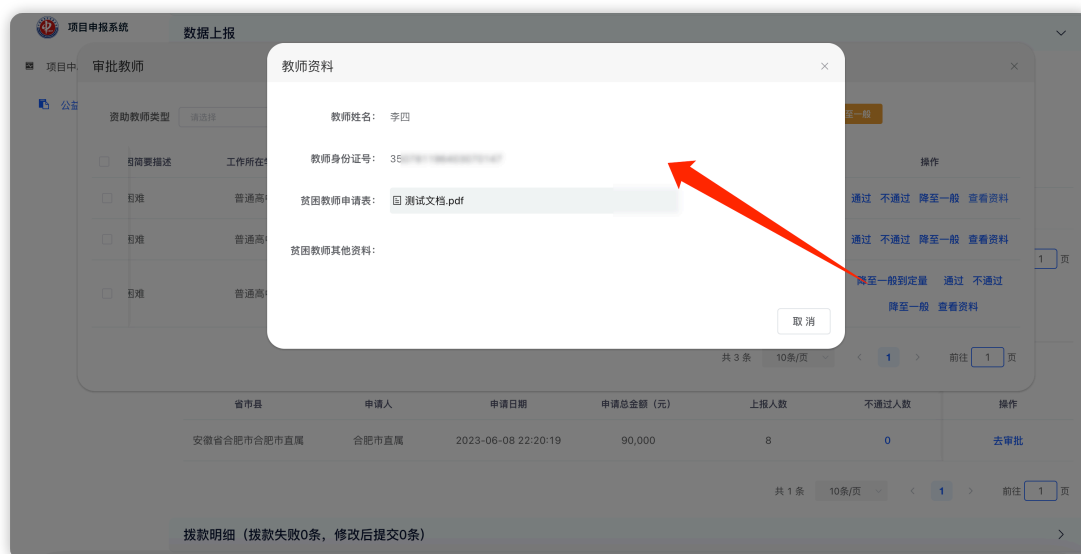 项目申报系统
数据上报
项目中
审批教师
教师资料
公益
资助教师类型 请选择
至一般
教师姓名： 李四
因简要描述 工作所在
操作
教师身份证号： 35
困难 普通高
通过 不通过 降至一般 查看资料
贫困教师申请表： 测试文档.pdf
困难 普通高
通过 不通过 降至一般 查看资料
贫困教师其他资料：
1 页
困难 普通高
降至一般到定量 通过 不通过
降至一般 查看资料
取消
共 3 条 10条/页 1 前往 1 页
省市县 申请人 申请日期 申请总金额（元） 上报人数 不通过人数 操作
安徽省合肥市合肥市直属 合肥市直属 2023-06-08 22:20:19 90,000 8 0 去审批
共 1 条 10条/页 1 前往 1 页
拨款明细（拨款失败0条，修改后提交0条）